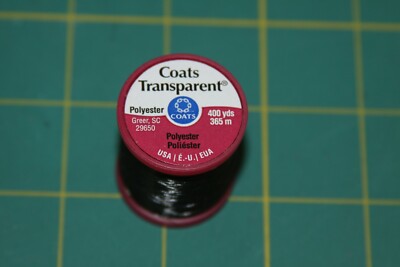 Coats
Transparent®
Polyester
Greer, SC
29650
COATS
400 yds
365 m
Polyester
Poliéster
USA | É.-U.| EUA